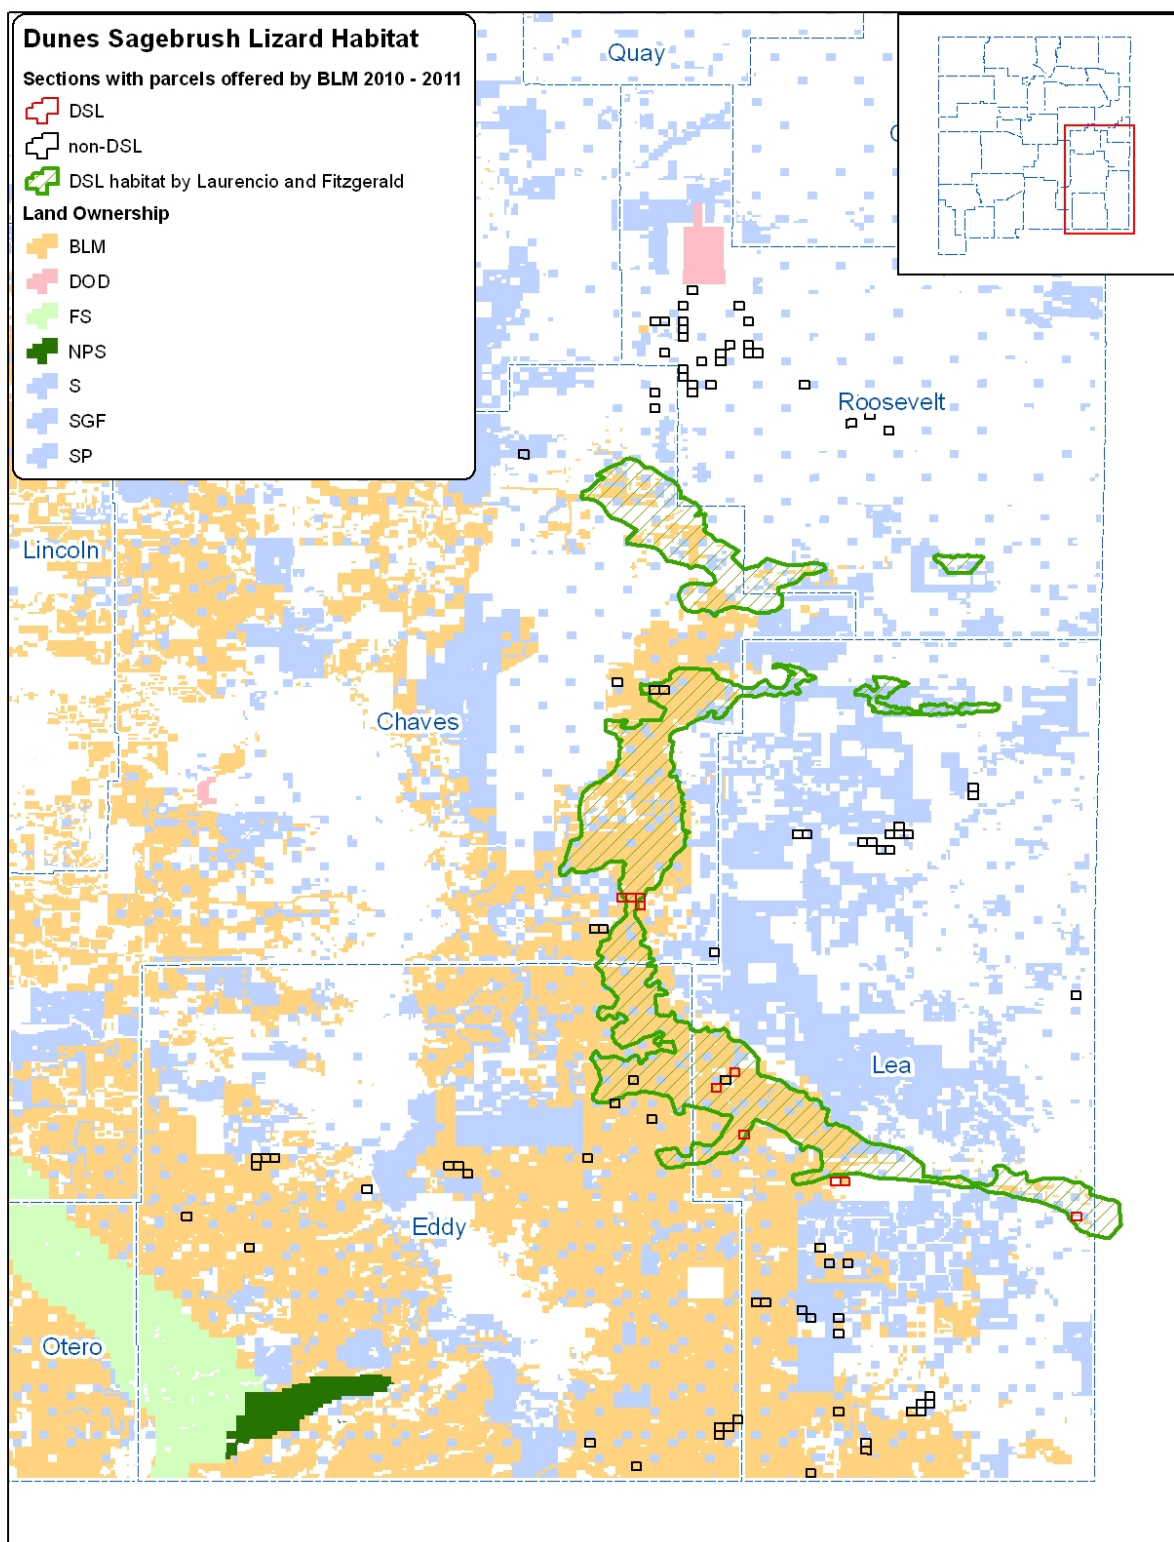 Dunes Sagebrush Lizard Habitat
Sections with parcels offered by BLM 2010 - 2011
DSL
non-DSL
DSL habitat by Laurencio and Fitzgerald
Land Ownership
BLM
DOD
FS
NPS
S
SGF
SP
Quay
Roosevelt
Lincoln
Chaves
Lea
Eddy
Otero